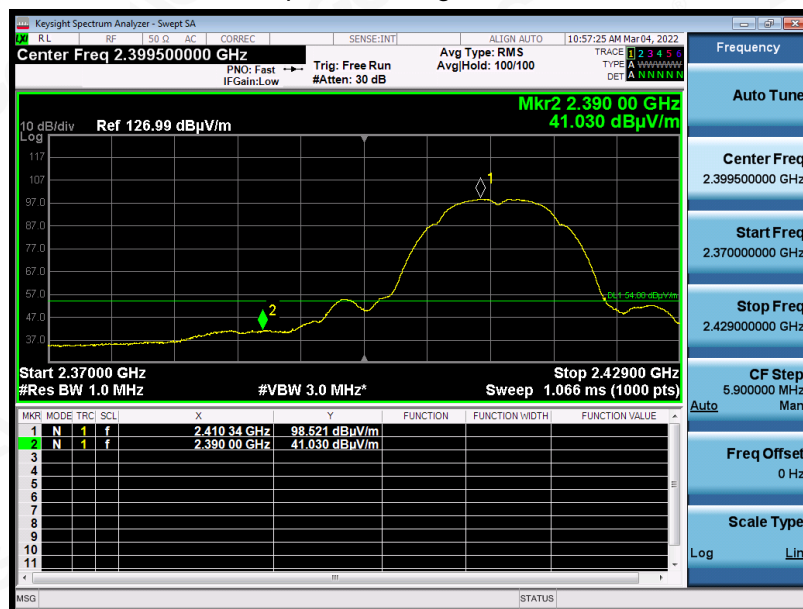 Keysight Spectrum Analyzer - Swept SA
LXI RL RF 50 Ω AC CORREC SENSE:INT ALIGN AUTO 10:57:25 AM Mar 04, 2022
Center Freq 2.399500000 GHz
PNO: Fast
IFGain:Low
Trig: Free Run
#Atten: 30 dB
Avg Type: RMS
Avg|Hold: 100/100
TRACE 1 2 3 4 5 6
TYPE A WWWWW
DET A N N N N N
Mkr2 2.390 00 GHz
41.030 dBµV/m
10 dB/div Ref 126.99 dBµV/m
Log
117
107
97.0
87.0
77.0
67.0
57.0
47.0
37.0
1
2
DL1 54.00 dBµV/m
Start 2.37000 GHz Stop 2.42900 GHz
#Res BW 1.0 MHz #VBW 3.0 MHz* Sweep 1.066 ms (1000 pts)
MKR MODE TRC SCL X Y FUNCTION FUNCTION WIDTH FUNCTION VALUE
1 N 1 f 2.410 34 GHz 98.521 dBµV/m
2 N 1 f 2.390 00 GHz 41.030 dBµV/m
3
4
5
6
7
8
9
10
11
MSG STATUS
Frequency
Auto Tune
Center Freq
2.399500000 GHz
Start Freq
2.370000000 GHz
Stop Freq
2.429000000 GHz
CF Step
5.900000 MHz
Auto Man
Freq Offset
0 Hz
Scale Type
Log Lin